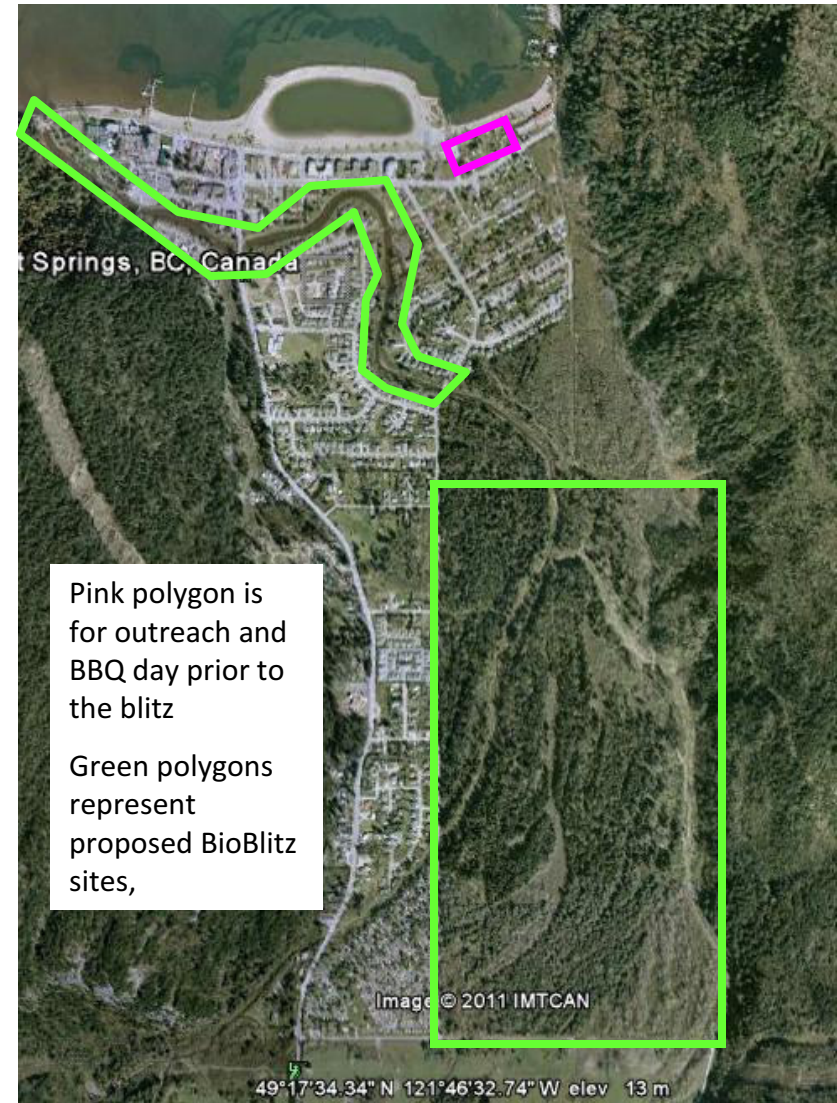 t Springs, BC, Canada
Pink polygon is
for outreach and
BBQ day prior to
the blitz
Green polygons
represent
proposed BioBlitz
sites,
Image © 2011 IMTCAN
49°17'34.34" N 121°46'32.74" W elev 13 m